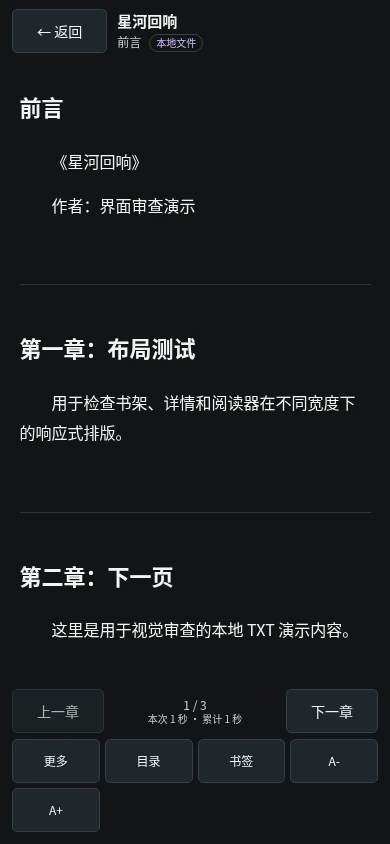 ← 返回
星河回响
前言 本地文件
前言
《星河回响》
作者：界面审查演示
第一章：布局测试
用于检查书架、详情和阅读器在不同宽度下
的响应式排版。
第二章：下一页
这里是用于视觉审查的本地 TXT 演示内容。
上一章
1 / 3
本次 1 秒 · 累计 1 秒
下一章
更多
目录
书签
A-
A+